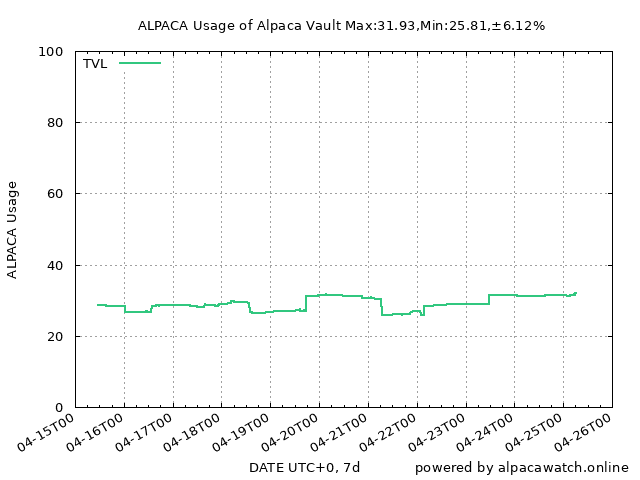 ALPACA Usage of Alpaca Vault Max:31.93,Min:25.81,±6.12%
100
TVL
80
60
ALPACA Usage
40
20
0
04-15T00 04-16T00 04-17T00 04-18T00 04-19T00 04-20T00 04-21T00 04-22T00 04-23T00 04-24T00 04-25T00 04-26T00
DATE UTC+0, 7d powered by alpacawatch.online